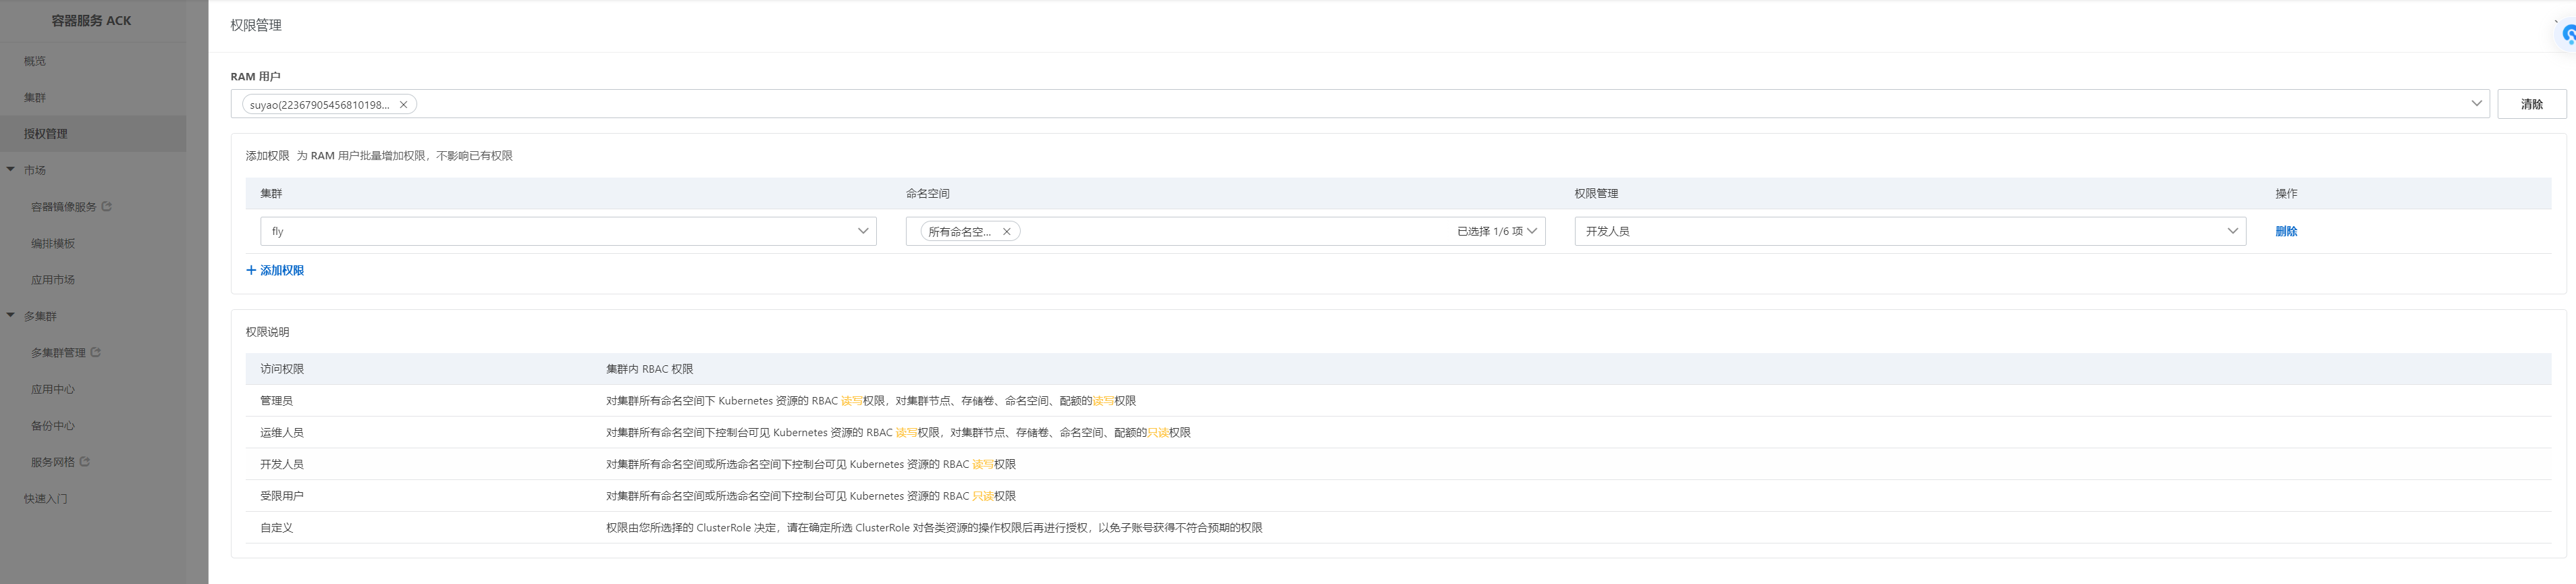 容器服务 ACK
概览
集群
授权管理
市场
容器镜像服务
编排模板
应用市场
多集群
多集群管理
应用中心
备份中心
服务网格
快速入门
权限管理
RAM 用户
suyao(22367905456810198...
清除
添加权限 为 RAM 用户批量增加权限，不影响已有权限
集群 命名空间 权限管理 操作
fly 所有命名空... 已选择 1/6 项 开发人员 删除
添加权限
权限说明
访问权限 集群内 RBAC 权限
管理员 对集群所有命名空间下 Kubernetes 资源的 RBAC 读写权限，对集群节点、存储卷、命名空间、配额的读写权限
运维人员 对集群所有命名空间下控制台可见 Kubernetes 资源的 RBAC 读写权限，对集群节点、存储卷、命名空间、配额的只读权限
开发人员 对集群所有命名空间或所选命名空间下控制台可见 Kubernetes 资源的 RBAC 读写权限
受限用户 对集群所有命名空间或所选命名空间下控制台可见 Kubernetes 资源的 RBAC 只读权限
自定义 权限由您所选择的 ClusterRole 决定，请在确定所选 ClusterRole 对各类资源的操作权限后再进行授权，以免子账号获得不符合预期的权限